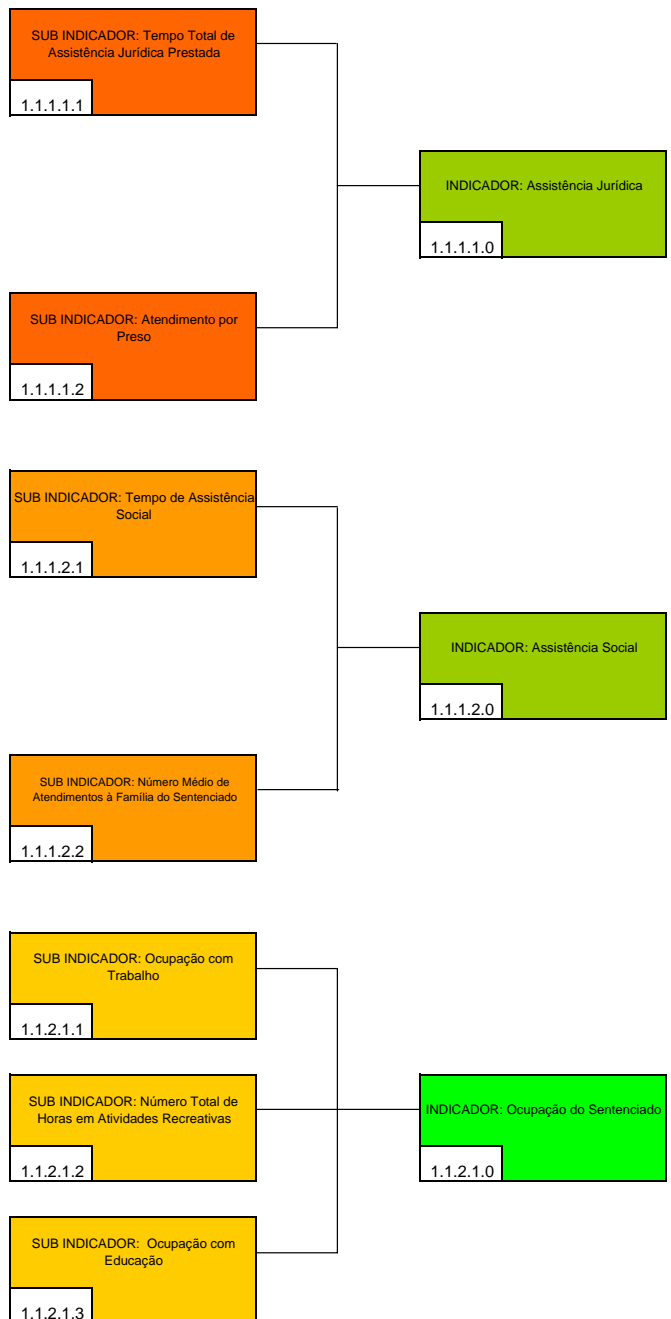 SUB INDICADOR: Tempo Total de
Assistência Jurídica Prestada
1.1.1.1.1
INDICADOR: Assistência Jurídica
1.1.1.1.0
SUB INDICADOR: Atendimento por
Preso
1.1.1.1.2
SUB INDICADOR: Tempo de Assistência
Social
1.1.1.2.1
INDICADOR: Assistência Social
1.1.1.2.0
SUB INDICADOR: Número Médio de
Atendimentos à Família do Sentenciado
1.1.1.2.2
SUB INDICADOR: Ocupação com
Trabalho
1.1.2.1.1
SUB INDICADOR: Número Total de
Horas em Atividades Recreativas
1.1.2.1.2
INDICADOR: Ocupação do Sentenciado
1.1.2.1.0
SUB INDICADOR: Ocupação com
Educação
1.1.2.1.3